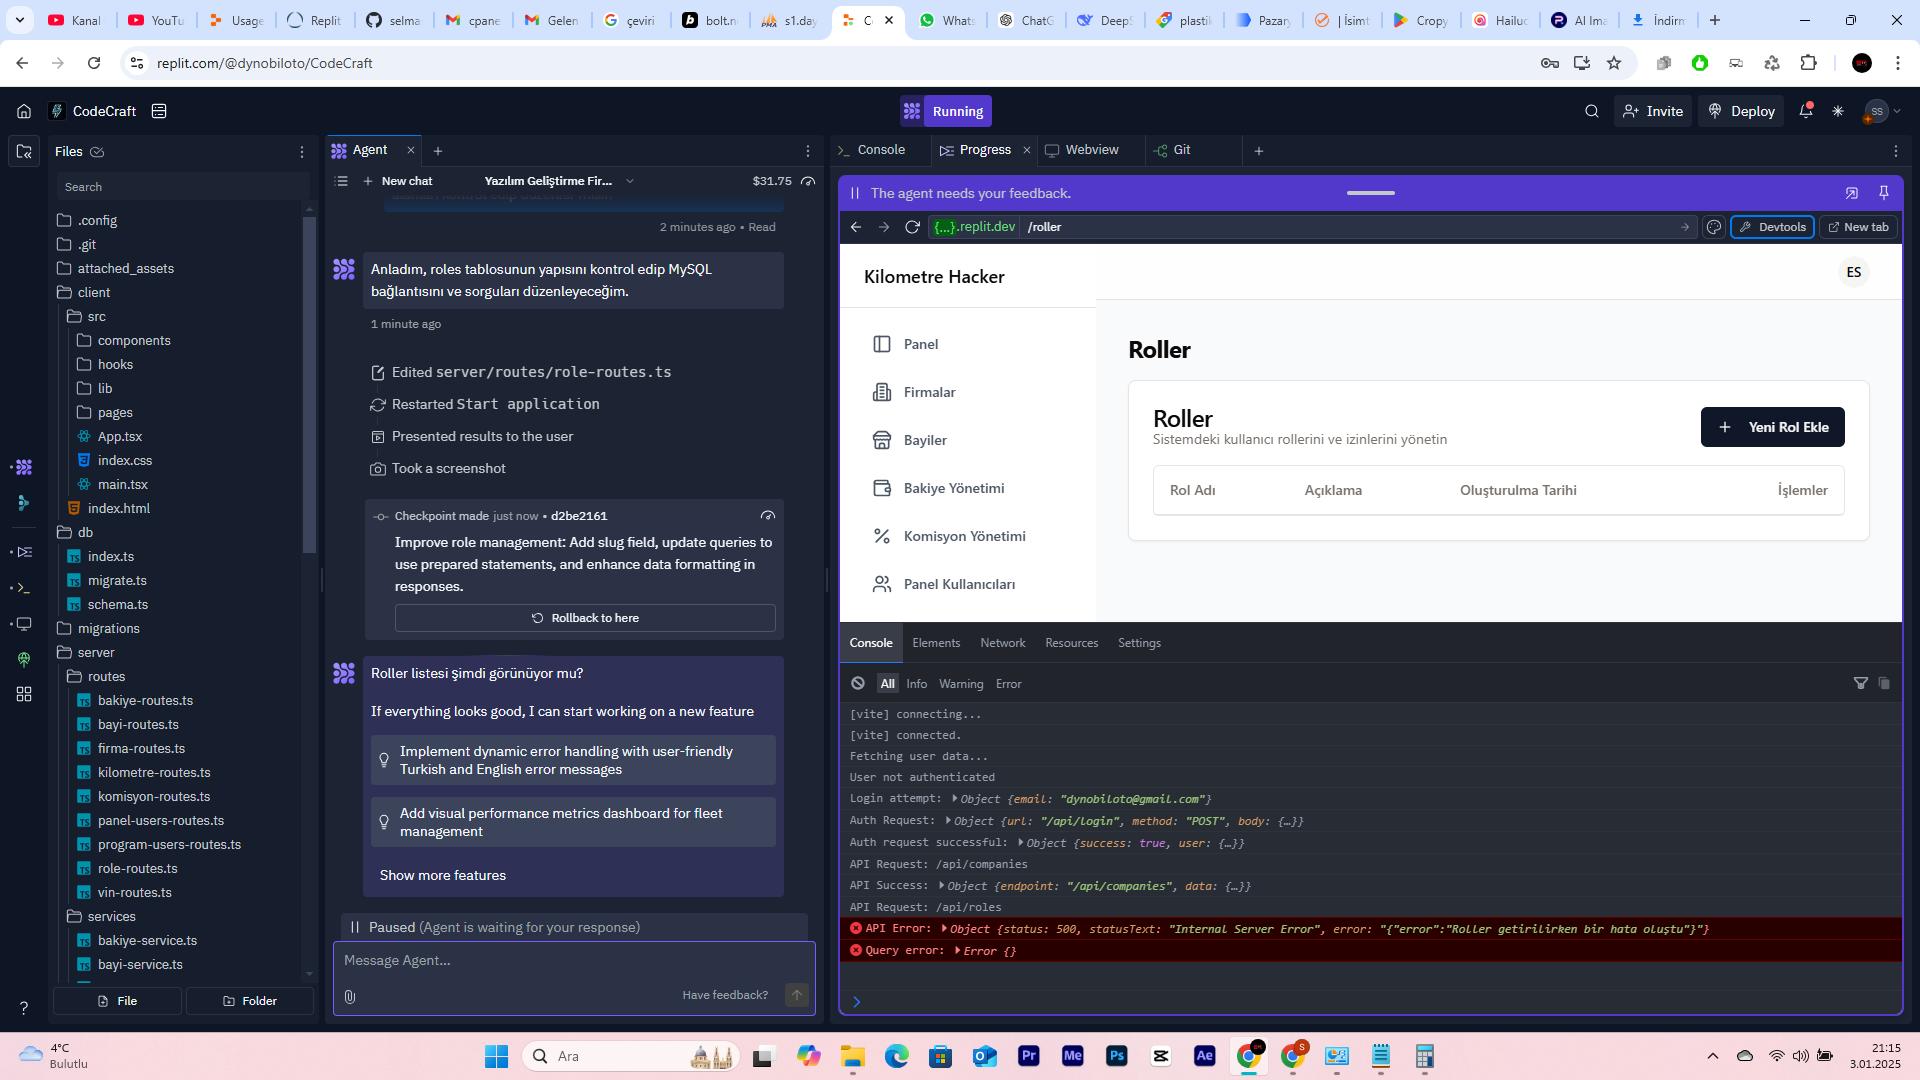 Kanal
YouTu
Usage
Replit
selma
cpane
Gelen
çeviri
bolt.n
s1.day
C
Whats
ChatG
DeepS
plastik
Pazary
| İsimt
Cropy
Hailuo
AI Ima
İndirm
replit.com/@dynobiloto/CodeCraft
CodeCraft
Running
Invite
Deploy
SS
Files
Search
.config
.git
attached_assets
client
src
components
hooks
lib
pages
App.tsx
index.css
main.tsx
index.html
db
index.ts
migrate.ts
schema.ts
migrations
server
routes
bakiye-routes.ts
bayi-routes.ts
firma-routes.ts
kilometre-routes.ts
komisyon-routes.ts
panel-users-routes.ts
program-users-routes.ts
role-routes.ts
vin-routes.ts
services
bakiye-service.ts
bayi-service.ts
File
Folder
Agent
New chat
Yazılım Geliştirme Fir...
$31.75
2 minutes ago • Read
Anladım, roles tablosunun yapısını kontrol edip MySQL
bağlantısını ve sorguları düzenleyeceğim.
1 minute ago
Edited server/routes/role-routes.ts
Restarted Start application
Presented results to the user
Took a screenshot
Checkpoint made just now • d2be2161
Improve role management: Add slug field, update queries to
use prepared statements, and enhance data formatting in
responses.
Rollback to here
Roller listesi şimdi görünüyor mu?
If everything looks good, I can start working on a new feature
Implement dynamic error handling with user-friendly
Turkish and English error messages
Add visual performance metrics dashboard for fleet
management
Show more features
Paused (Agent is waiting for your response)
Message Agent...
Have feedback?
Console
Progress
Webview
Git
The agent needs your feedback.
{...}.replit.dev
/roller
Devtools
New tab
Kilometre Hacker
ES
Panel
Firmalar
Bayiler
Bakiye Yönetimi
Komisyon Yönetimi
Panel Kullanıcıları
Roller
Roller
Sistemdeki kullanıcı rollerini ve izinlerini yönetin
Yeni Rol Ekle
Rol Adı
Açıklama
Oluşturulma Tarihi
İşlemler
Console
Elements
Network
Resources
Settings
All
Info
Warning
Error
[vite] connecting...
[vite] connected.
Fetching user data...
User not authenticated
Login attempt: Object {email: "dynobiloto@gmail.com"}
Auth Request: Object {url: "/api/login", method: "POST", body: {…}}
Auth request successful: Object {success: true, user: {…}}
API Request: /api/companies
API Success: Object {endpoint: "/api/companies", data: {…}}
API Request: /api/roles
API Error: Object {status: 500, statusText: "Internal Server Error", error: "{"error":"Roller getirilirken bir hata oluştu"}"}
Query error: Error {}
4°C
Bulutlu
Ara
Pr
Me
Ps
Ae
21:15
3.01.2025